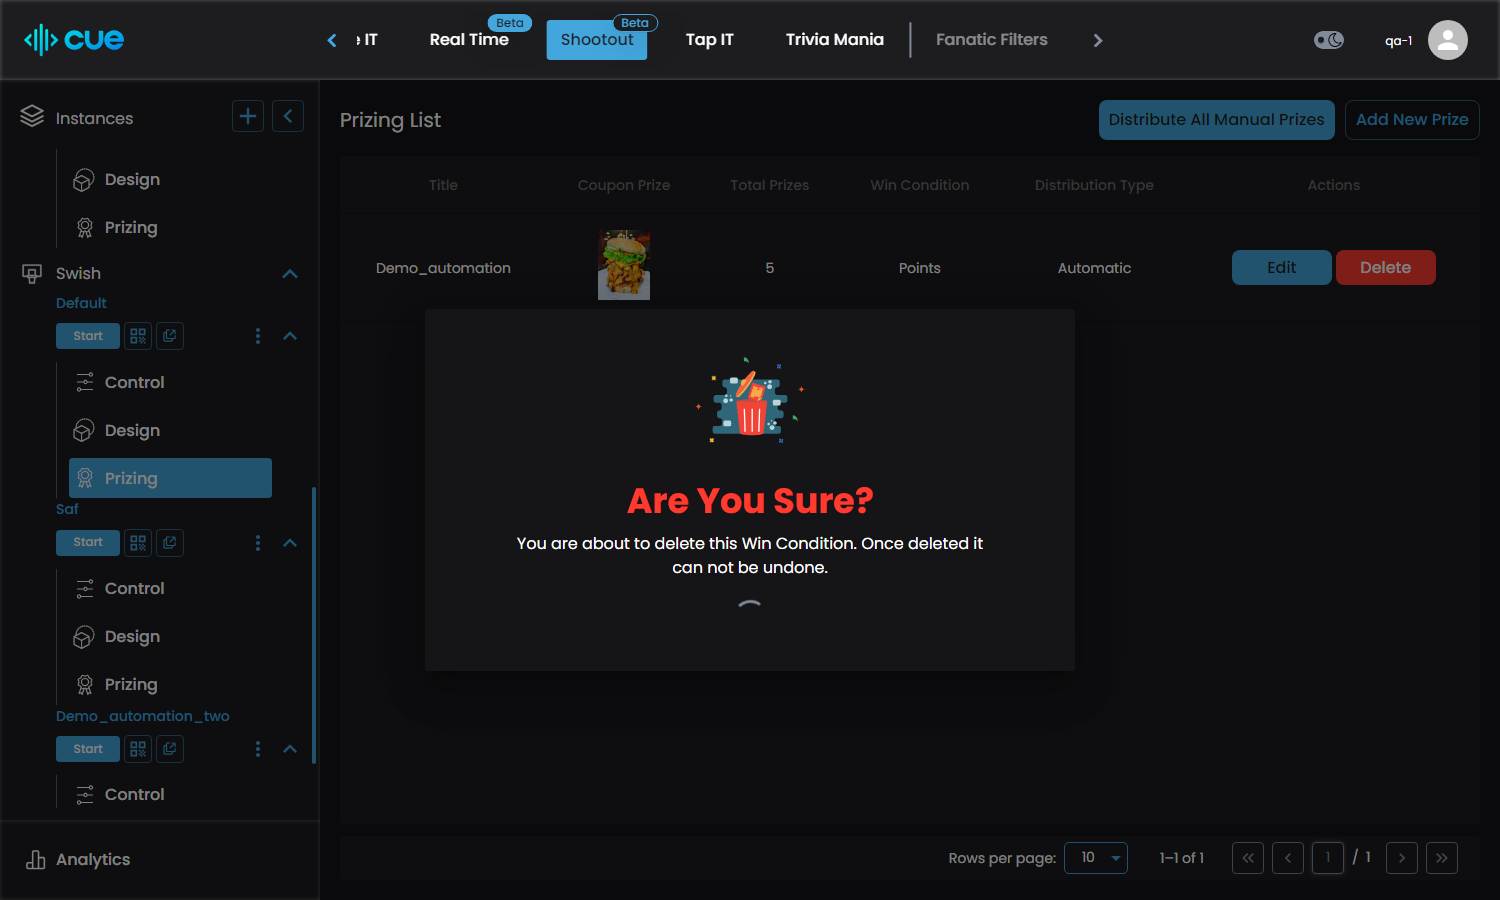 cue
e IT
Real Time
Beta
Shootout
Beta
Tap IT
Trivia Mania
Fanatic Filters
qa-1
Instances
Design
Prizing
Swish
Default
Start
Control
Design
Prizing
Saf
Start
Control
Design
Prizing
Demo_automation_two
Start
Control
Analytics
Prizing List
Distribute All Manual Prizes
Add New Prize
Title Coupon Prize Total Prizes Win Condition Distribution Type Actions
Demo_automation 5 Points Automatic Edit Delete
Are You Sure?
You are about to delete this Win Condition. Once deleted it
can not be undone.
Rows per page: 10 1-1 of 1 1 / 1